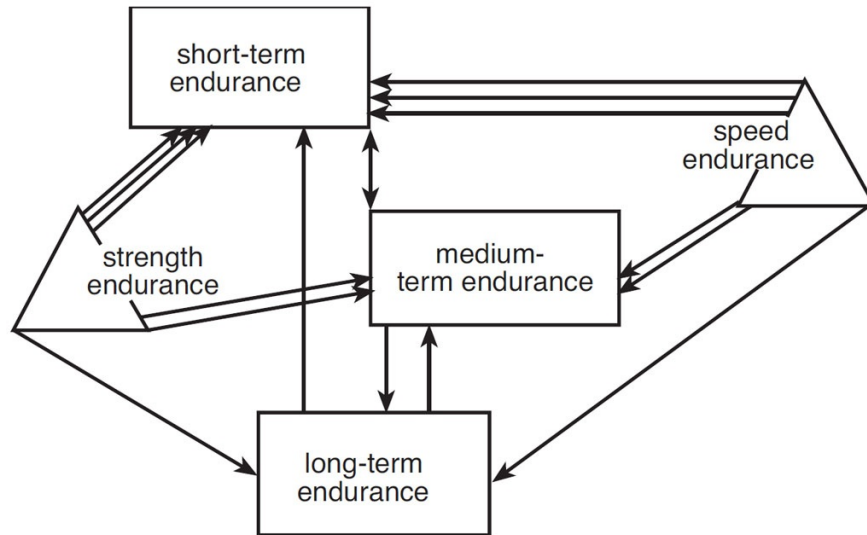 short-term
endurance
speed
endurance
strength
endurance
medium-
term endurance
long-term
endurance